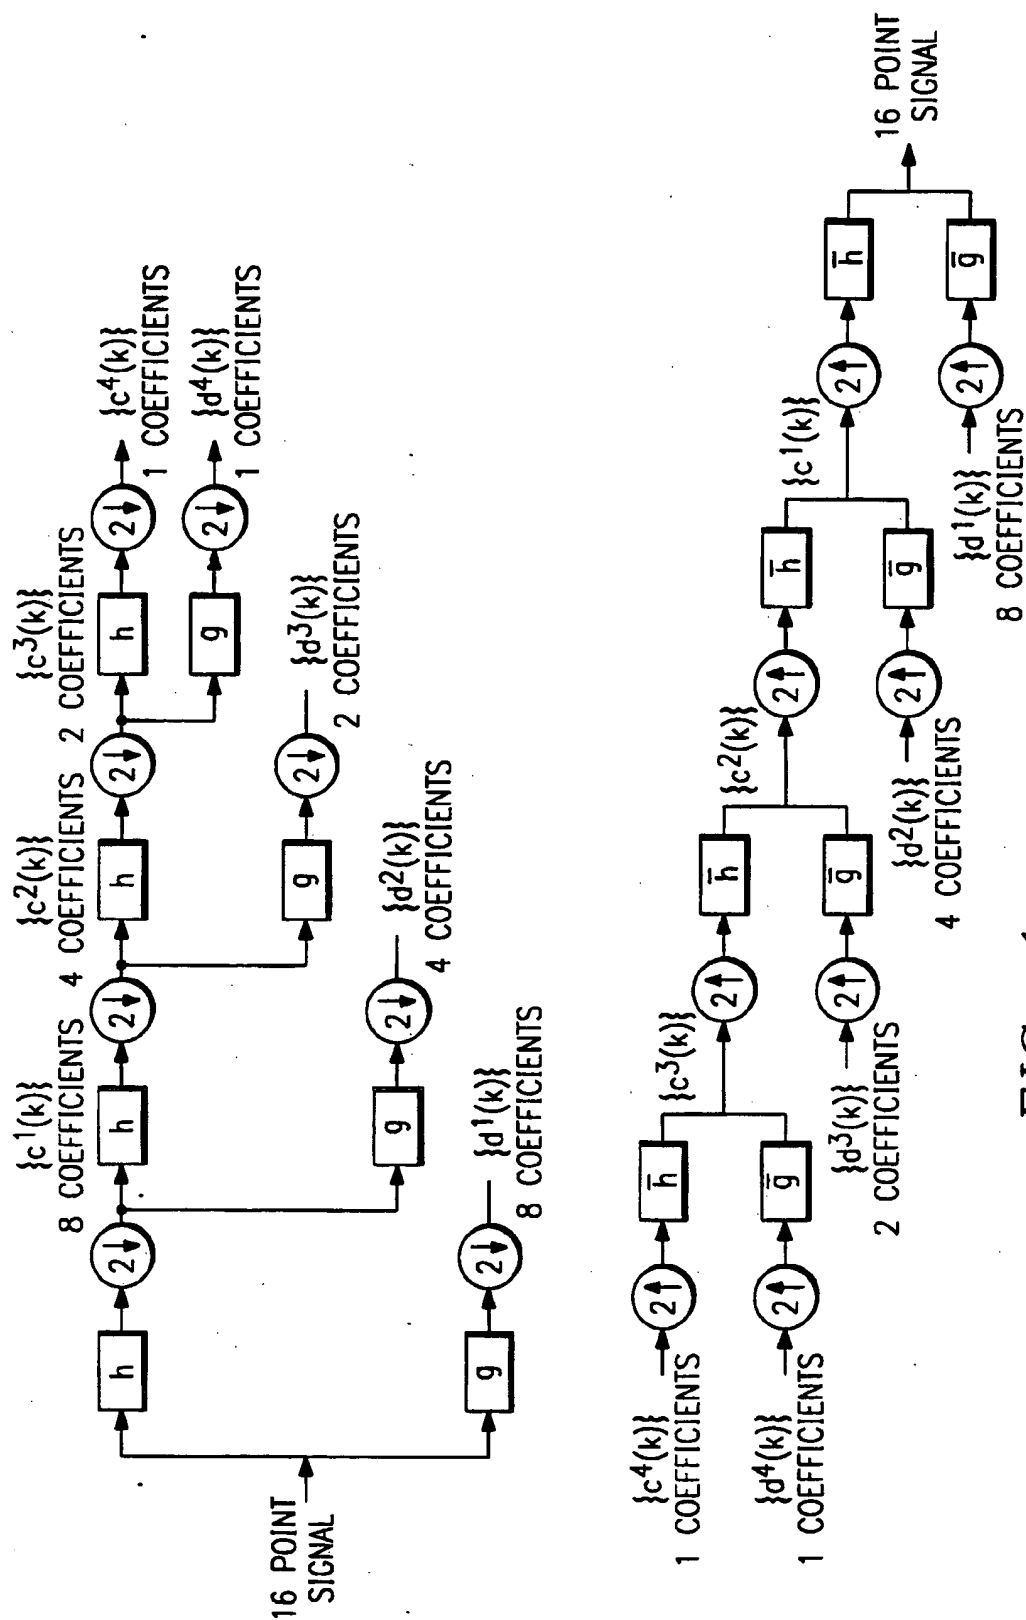 16 POINT
SIGNAL
h
2↓
{c¹(k)}
8 COEFFICIENTS
h
2↓
{c²(k)}
4 COEFFICIENTS
h
2↓
{c³(k)}
2 COEFFICIENTS
h
2↓
{c⁴(k)}
1 COEFFICIENTS
g
2↓
{d⁴(k)}
1 COEFFICIENTS
g
2↓
{d³(k)}
2 COEFFICIENTS
g
2↓
{d²(k)}
4 COEFFICIENTS
g
2↓
{d¹(k)}
8 COEFFICIENTS
{c⁴(k)}
1 COEFFICIENTS
2↑
h̅
{d⁴(k)}
1 COEFFICIENTS
2↑
g̅
{c³(k)}
2↑
h̅
{d³(k)}
2 COEFFICIENTS
2↑
g̅
{c²(k)}
2↑
h̅
{d²(k)}
4 COEFFICIENTS
2↑
g̅
{c¹(k)}
2↑
h̅
{d¹(k)}
8 COEFFICIENTS
2↑
g̅
16 POINT
SIGNAL